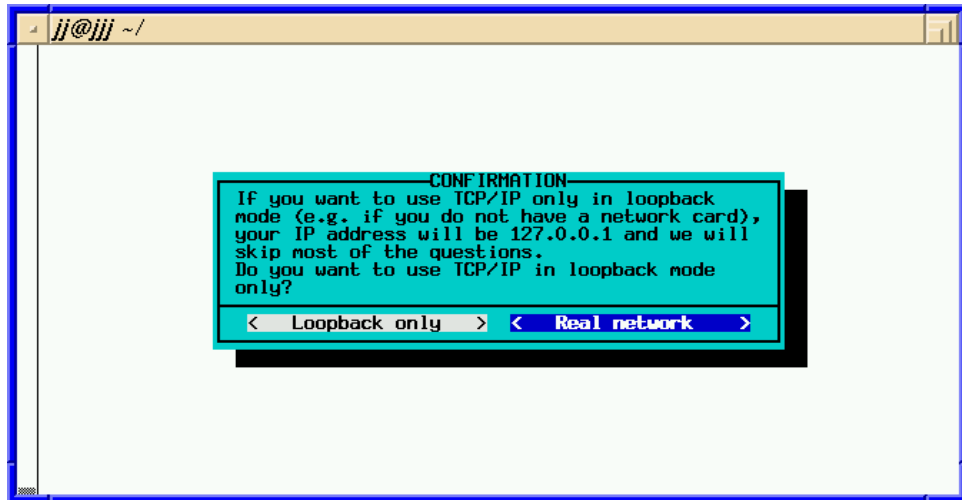 jj@jjj ~/
CONFIRMATION
If you want to use TCP/IP only in loopback
mode (e.g. if you do not have a network card),
your IP address will be 127.0.0.1 and we will
skip most of the questions.
Do you want to use TCP/IP in loopback mode
only?
< Loopback only > < Real network >